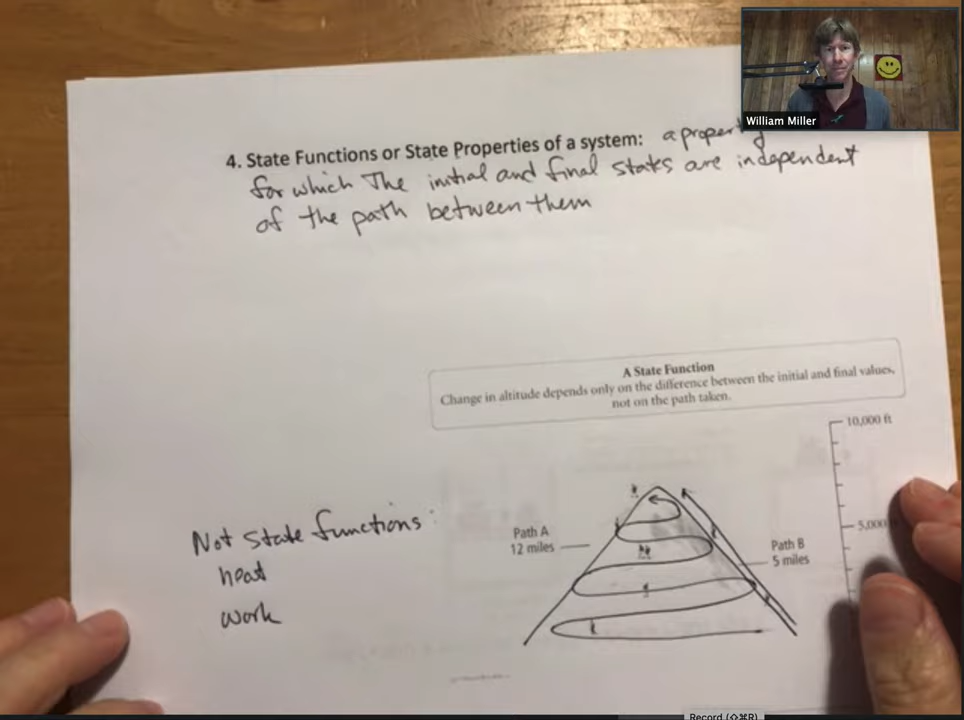 William Miller
4. State Functions or State Properties of a system: a property
for which The initial and final states are independent
of the path between them
A State Function
Change in altitude depends only on the difference between the initial and final values,
not on the path taken.
10,000 ft
Not state functions:
heat
work
Path A
12 miles
5,000
Path B
5 miles
Record (⇧⌘R)